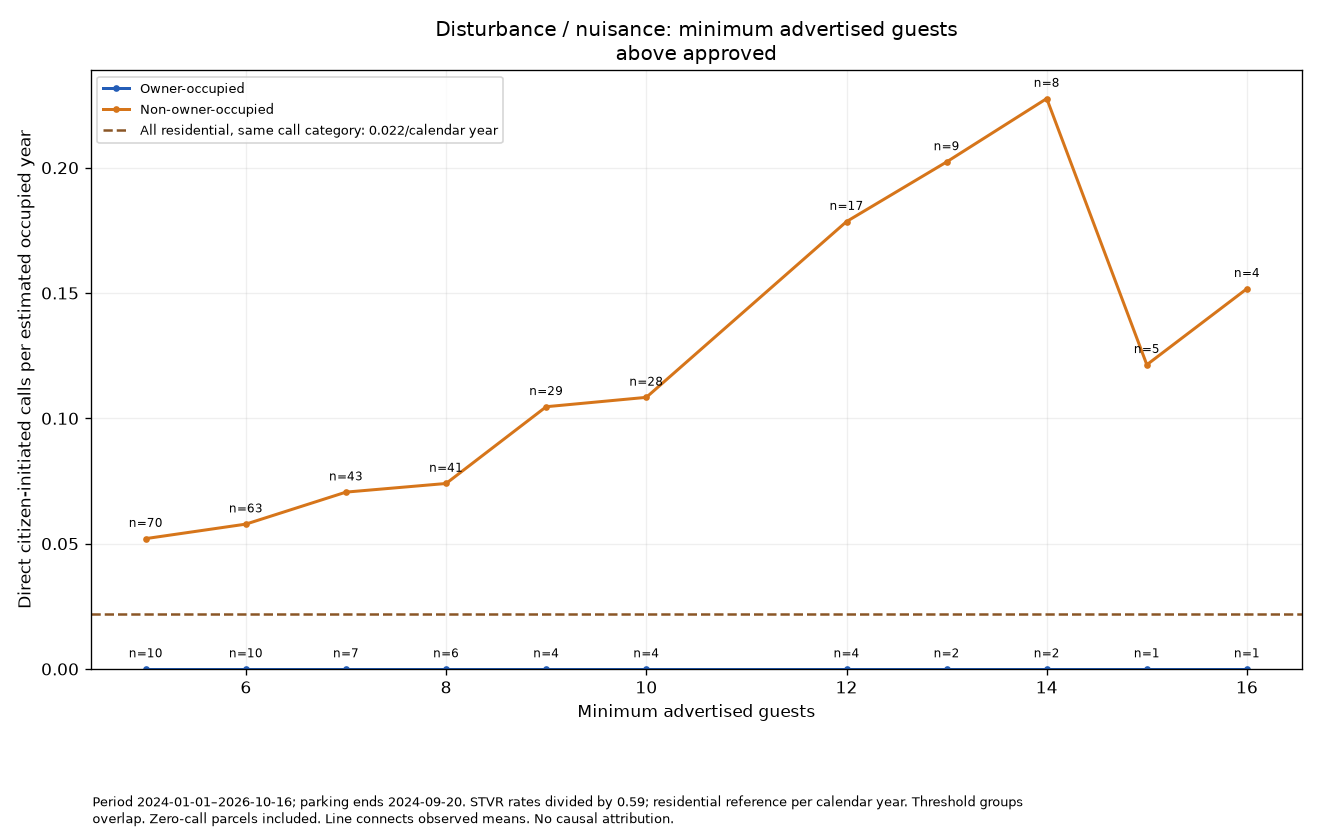 Disturbance / nuisance: minimum advertised guests
above approved
Owner-occupied
Non-owner-occupied
All residential, same call category: 0.022/calendar year
Direct citizen-initiated calls per estimated occupied year
0.20
0.15
0.10
0.05
0.00
n=70
n=63
n=43
n=41
n=29
n=28
n=17
n=9
n=8
n=5
n=4
n=10
n=10
n=7
n=6
n=4
n=4
n=4
n=2
n=2
n=1
n=1
6
8
10
12
14
16
Minimum advertised guests
Period 2024-01-01–2026-10-16; parking ends 2024-09-20. STVR rates divided by 0.59; residential reference per calendar year. Threshold groups
overlap. Zero-call parcels included. Line connects observed means. No causal attribution.